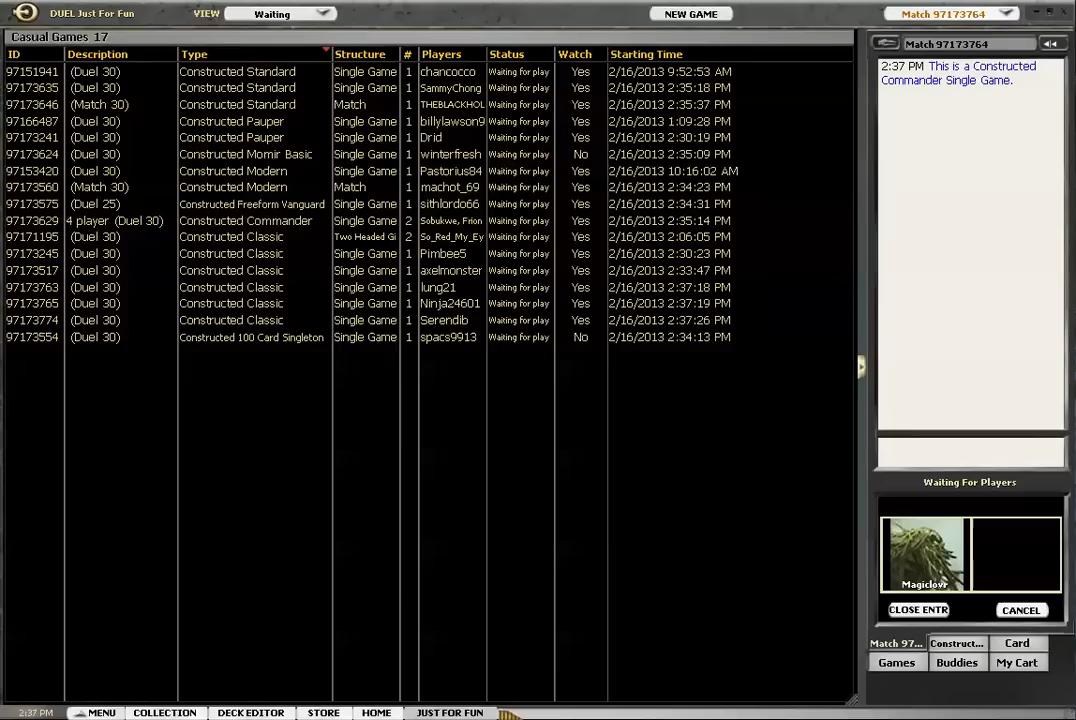 DUEL Just For Fun VIEW Waiting NEW GAME Match 97173764
Casual Games 17
ID Description Type Structure # Players Status Watch Starting Time
97151941 (Duel 30) Constructed Standard Single Game 1 chancocco Waiting for play Yes 2/16/2013 9:52:53 AM
97173635 (Duel 30) Constructed Standard Single Game 1 SammyChong Waiting for play Yes 2/16/2013 2:35:18 PM
97173646 (Match 30) Constructed Standard Match 1 THEBLACKHOL Waiting for play Yes 2/16/2013 2:35:37 PM
97166487 (Duel 30) Constructed Pauper Single Game 1 billylawson9 Waiting for play Yes 2/16/2013 1:09:28 PM
97173241 (Duel 30) Constructed Pauper Single Game 1 Drid Waiting for play Yes 2/16/2013 2:30:19 PM
97173624 (Duel 30) Constructed Momir Basic Single Game 1 winterfresh Waiting for play No 2/16/2013 2:35:09 PM
97153420 (Duel 30) Constructed Modern Single Game 1 Pastorius84 Waiting for play Yes 2/16/2013 10:16:02 AM
97173560 (Match 30) Constructed Modern Match 1 machot_69 Waiting for play Yes 2/16/2013 2:34:23 PM
97173575 (Duel 25) Constructed Freeform Vanguard Single Game 1 sithlordo66 Waiting for play Yes 2/16/2013 2:34:31 PM
97173629 4 player (Duel 30) Constructed Commander Single Game 2 Sobukwe, Frion Waiting for play Yes 2/16/2013 2:35:14 PM
97171195 (Duel 30) Constructed Classic Two Headed Gi 2 So_Red_My_Ey Waiting for play Yes 2/16/2013 2:06:05 PM
97173245 (Duel 30) Constructed Classic Single Game 1 Pimbee5 Waiting for play Yes 2/16/2013 2:30:23 PM
97173517 (Duel 30) Constructed Classic Single Game 1 axelmonster Waiting for play Yes 2/16/2013 2:33:47 PM
97173763 (Duel 30) Constructed Classic Single Game 1 lung21 Waiting for play Yes 2/16/2013 2:37:18 PM
97173765 (Duel 30) Constructed Classic Single Game 1 Ninja24601 Waiting for play Yes 2/16/2013 2:37:19 PM
97173774 (Duel 30) Constructed Classic Single Game 1 Serendib Waiting for play Yes 2/16/2013 2:37:26 PM
97173554 (Duel 30) Constructed 100 Card Singleton Single Game 1 spacs9913 Waiting for play No 2/16/2013 2:34:13 PM
Match 97173764
2:37 PM This is a Constructed
Commander Single Game.
Waiting For Players
Magiclovr
CLOSE ENTR CANCEL
Match 97... Construct... Card
Games Buddies My Cart
2:37 PM MENU COLLECTION DECK EDITOR STORE HOME JUST FOR FUN